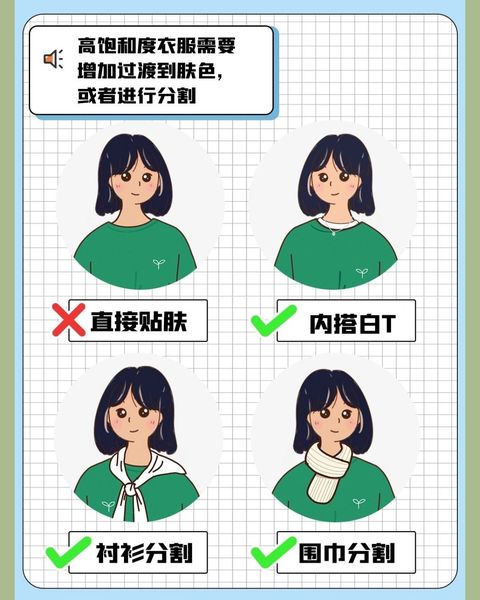 高饱和度衣服需要
增加过渡到肤色，
或者进行分割
直接贴肤
内搭白T
衬衫分割
围巾分割